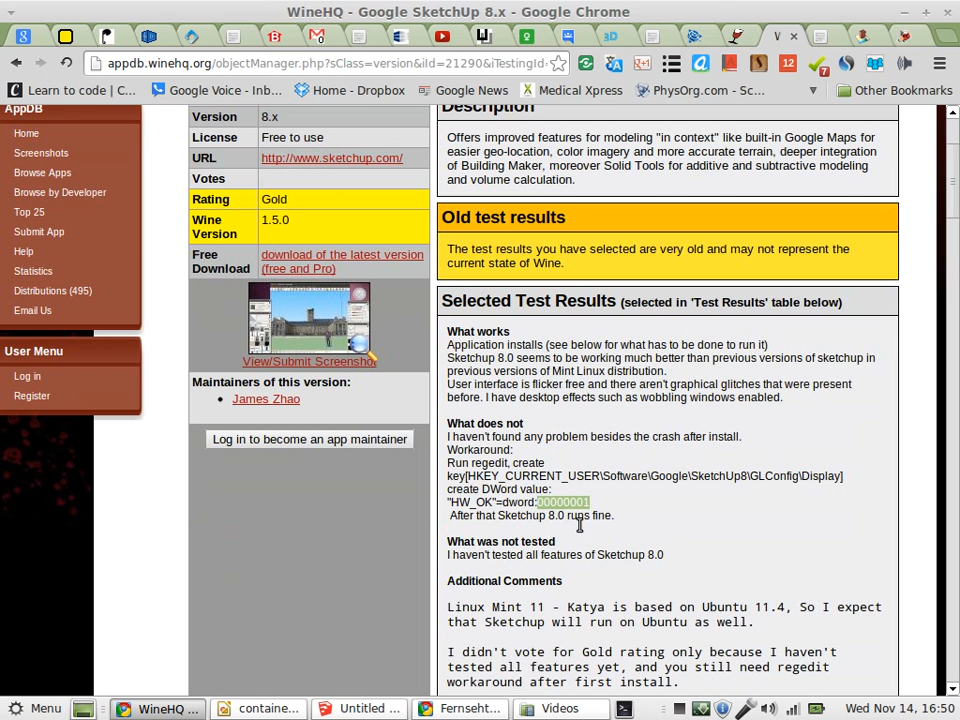 WineHQ - Google SketchUp 8.x - Google Chrome
appdb.winehq.org/objectManager.php?sClass=version&iId=21290&iTestingId=
Learn to code | C...
Google Voice - Inb...
Home - Dropbox
Google News
Medical Xpress
PhysOrg.com - Sc...
Other Bookmarks
AppDB
Home
Screenshots
Browse Apps
Browse by Developer
Top 25
Submit App
Help
Statistics
Distributions (495)
Email Us
User Menu
Log in
Register
Version 8.x
License Free to use
URL http://www.sketchup.com/
Votes
Rating Gold
Wine Version 1.5.0
Free Download download of the latest version
(free and Pro)
View/Submit Screenshot
Maintainers of this version:
James Zhao
Log in to become an app maintainer
Description
Offers improved features for modeling "in context" like built-in Google Maps for
easier geo-location, color imagery and more accurate terrain, deeper integration
of Building Maker, moreover Solid Tools for additive and subtractive modeling
and volume calculation.
Old test results
The test results you have selected are very old and may not represent the
current state of Wine.
Selected Test Results (selected in 'Test Results' table below)
What works
Application installs (see below for what has to be done to run it)
Sketchup 8.0 seems to be working much better than previous versions of sketchup in
previous versions of Mint Linux distribution.
User interface is flicker free and there aren't graphical glitches that were present
before. I have desktop effects such as wobbling windows enabled.
What does not
I haven't found any problem besides the crash after install.
Workaround:
Run regedit, create
key[HKEY_CURRENT_USER\Software\Google\SketchUp8\GLConfig\Display]
create DWord value:
"HW_OK"=dword:00000001
After that Sketchup 8.0 runs fine.
What was not tested
I haven't tested all features of Sketchup 8.0
Additional Comments
Linux Mint 11 - Katya is based on Ubuntu 11.4, So I expect
that Sketchup will run on Ubuntu as well.
I didn't vote for Gold rating only because I haven't
tested all features yet, and you still need regedit
workaround after first install.
Menu
WineHQ ...
containe...
Untitled ...
Fernseht...
Videos
Wed Nov 14, 16:50